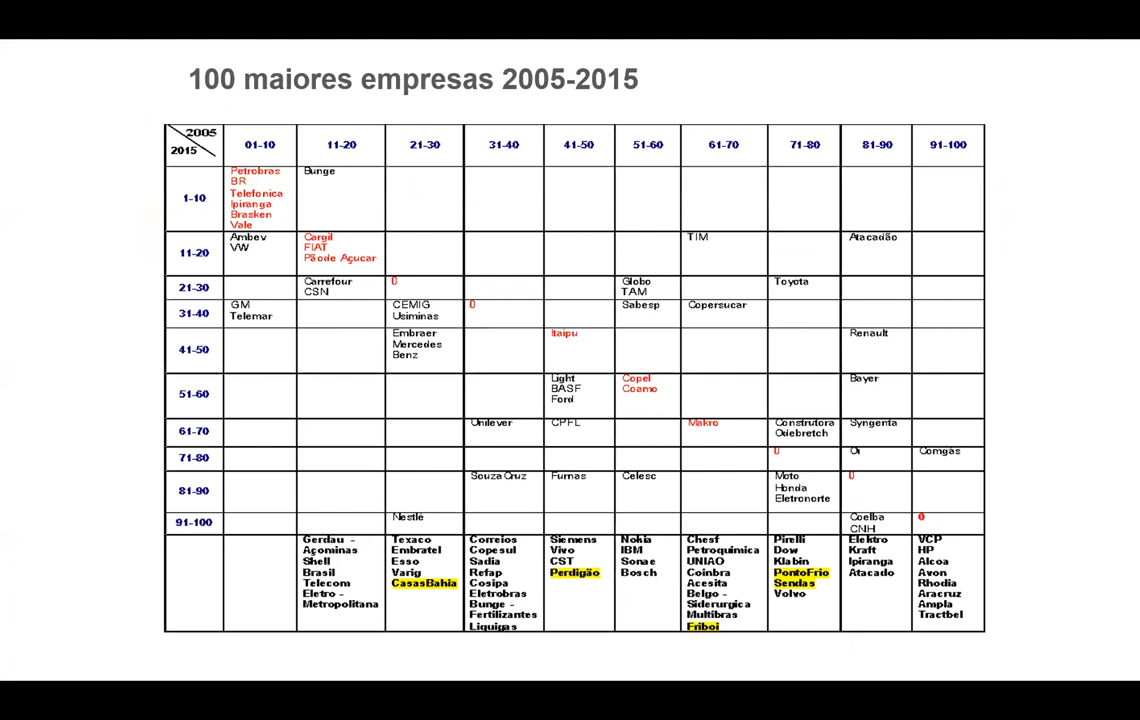 100 maiores empresas 2005-2015
2005
2015
01-10
11-20
21-30
31-40
41-50
51-60
61-70
71-80
81-90
91-100
1-10
Petrobras
BR
Telefonica
Ipiranga
Brasken
Vale
Bunge
11-20
Ambev
VW
Cargil
FIAT
Pão de Açucar
TIM
Atacadão
21-30
Carrefour
CSN
0
Globo
TAM
Toyota
31-40
GM
Telemar
CEMIG
Usiminas
0
Sabesp
Copersucar
41-50
Embraer
Mercedes
Benz
Itaipu
Renault
51-60
Light
BASF
Ford
Copel
Coamo
Bayer
61-70
Unilever
CPFL
Makro
Construtora
Odebretch
Syngenta
71-80
0
Oi
Comgás
81-90
Souza Cruz
Furnas
Celesc
Moto
Honda
Eletronorte
0
91-100
Nestlé
Coelba
CNH
0
Gerdau -
Açominas
Shell
Brasil
Telecom
Eletro -
Metropolitana
Texaco
Embratel
Esso
Varig
CasasBahia
Correios
Copesul
Sadia
Refap
Cosipa
Eletrobras
Bunge -
Fertilizantes
Liquigas
Siemens
Vivo
CST
Perdigão
Nokia
IBM
Sonae
Bosch
Chesf
Petroquimica
UNIAO
Coinbra
Acesita
Belgo -
Siderurgica
Multibras
Friboi
Pirelli
Dow
Klabin
PontoFrio
Sendas
Volvo
Elektro
Kraft
Ipiranga
Atacado
VCP
HP
Alcoa
Avon
Rhodia
Aracruz
Ampla
Tractbel